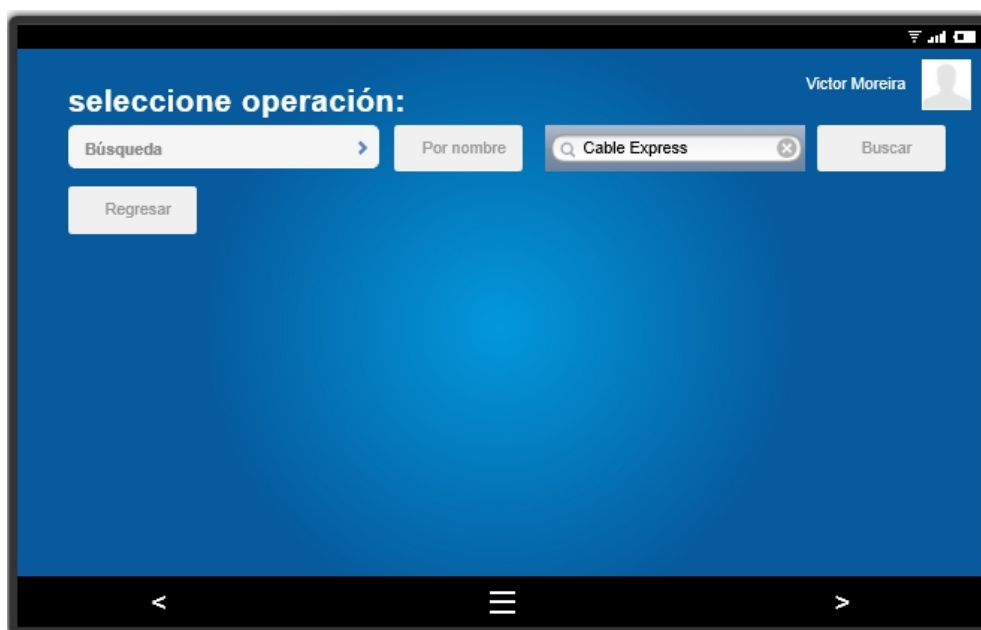 Victor Moreira
seleccione operación:
Búsqueda
Por nombre
Cable Express
Buscar
Regresar